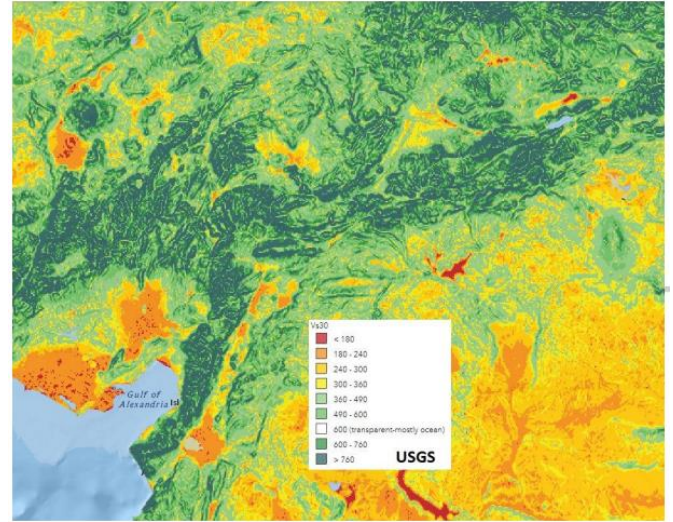 Gulf of
Alexandria Isl
Vs30
< 180
180 - 240
240 - 300
300 - 360
360 - 490
490 - 600
600 (transparent-mostly ocean)
600 - 760
> 760
USGS